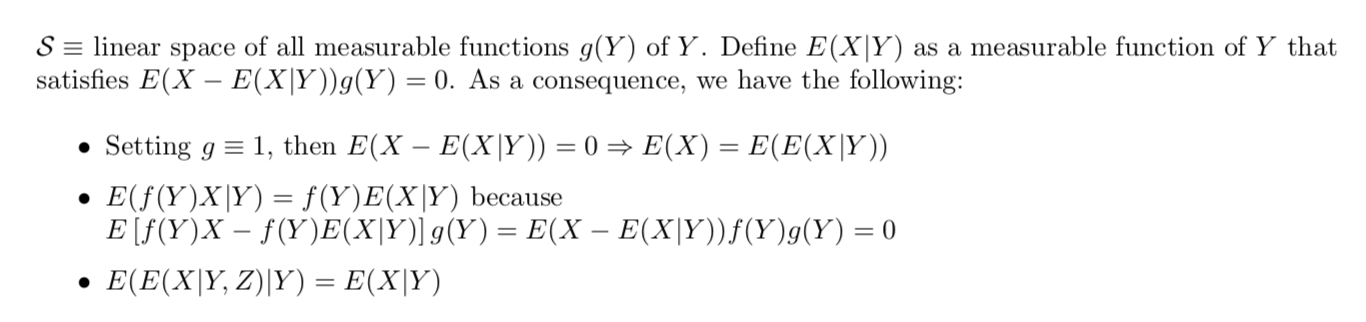 𝒮 ≡ linear space of all measurable functions g(Y) of Y. Define E(X|Y) as a measurable function of Y that
satisfies E(X − E(X|Y))g(Y) = 0. As a consequence, we have the following:
• Setting g ≡ 1, then E(X − E(X|Y)) = 0 ⇒ E(X) = E(E(X|Y))
• E(f(Y)X|Y) = f(Y)E(X|Y) because
E [f(Y)X − f(Y)E(X|Y)] g(Y) = E(X − E(X|Y))f(Y)g(Y) = 0
• E(E(X|Y, Z)|Y) = E(X|Y)